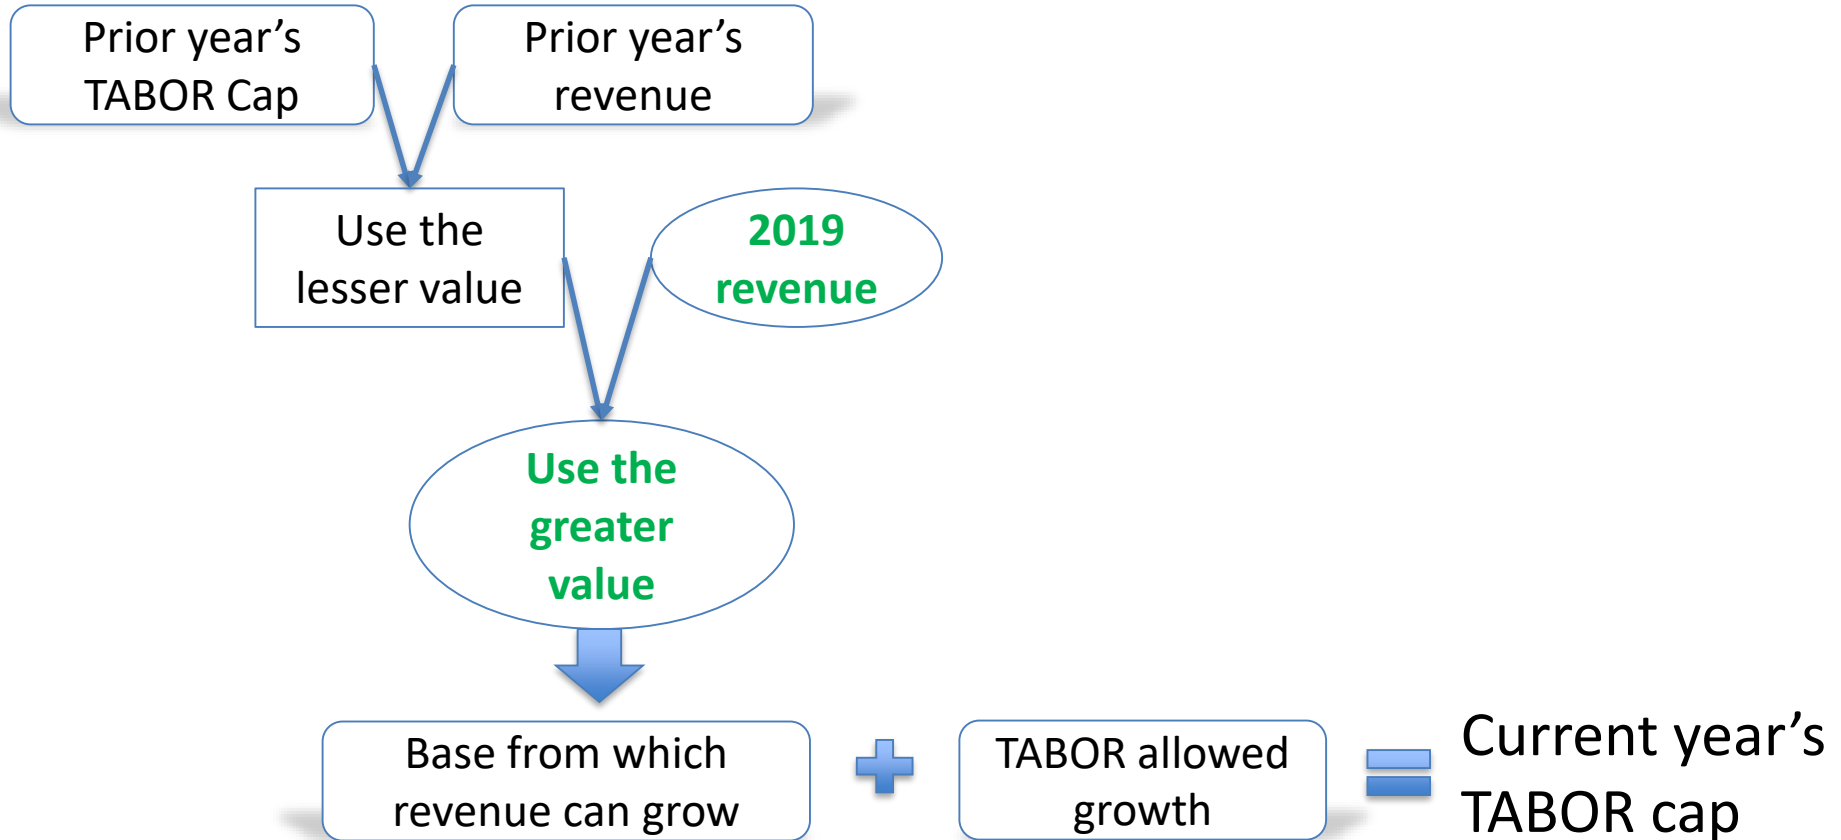 Prior year’s
TABOR Cap
Prior year’s
revenue
Use the
lesser value
2019
revenue
Use the
greater
value
Base from which
revenue can grow
TABOR allowed
growth
Current year’s
TABOR cap